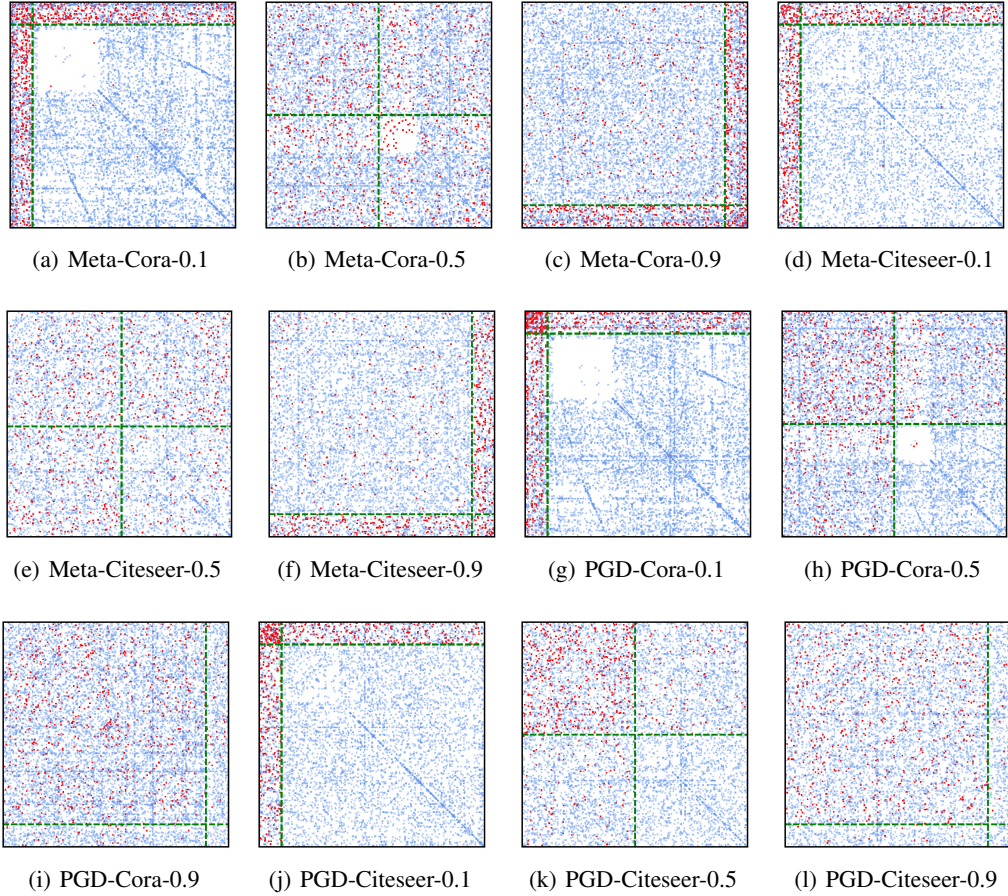 (a) Meta-Cora-0.1
(b) Meta-Cora-0.5
(c) Meta-Cora-0.9
(d) Meta-Citeseer-0.1
(e) Meta-Citeseer-0.5
(f) Meta-Citeseer-0.9
(g) PGD-Cora-0.1
(h) PGD-Cora-0.5
(i) PGD-Cora-0.9
(j) PGD-Citeseer-0.1
(k) PGD-Citeseer-0.5
(l) PGD-Citeseer-0.9